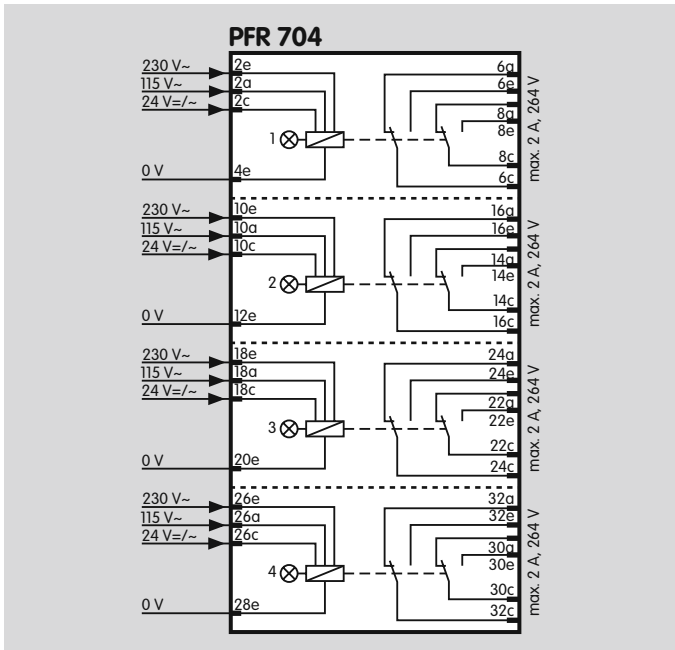 PFR 704
230 V~ 2e 6a
115 V~ 2a 6e
24 V=/~ 2c
8a
1 8e
8c
0 V 4e 6c
max. 2 A, 264 V
230 V~ 10e 16a
115 V~ 10a 16e
24 V=/~ 10c
14a
2 14e
14c
0 V 12e 16c
max. 2 A, 264 V
230 V~ 18e 24a
115 V~ 18a 24e
24 V=/~ 18c
22a
3 22e
22c
0 V 20e 24c
max. 2 A, 264 V
230 V~ 26e 32a
115 V~ 26a 32e
24 V=/~ 26c
30a
4 30e
30c
0 V 28e 32c
max. 2 A, 264 V